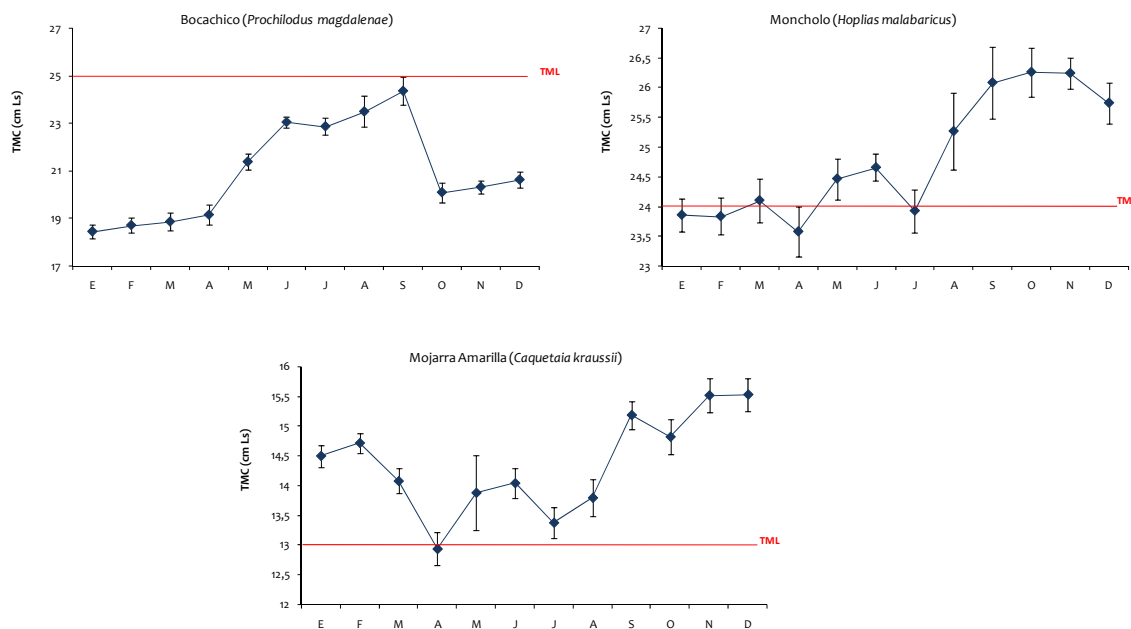 Bocachico (Prochilodus magdalenae)
27
25
23
21
19
17
TMC (cm Ls)
TML
E F M A M J J A S O N D
Moncholo (Hoplias malabaricus)
27
26,5
26
25,5
25
24,5
24
23,5
23
TMC (cm Ls)
TM
E F M A M J J A S O N D
Mojarra Amarilla (Caquetaia kraussii)
16
15,5
15
14,5
14
13,5
13
12,5
12
TMC (cm Ls)
TML
E F M A M J J A S O N D